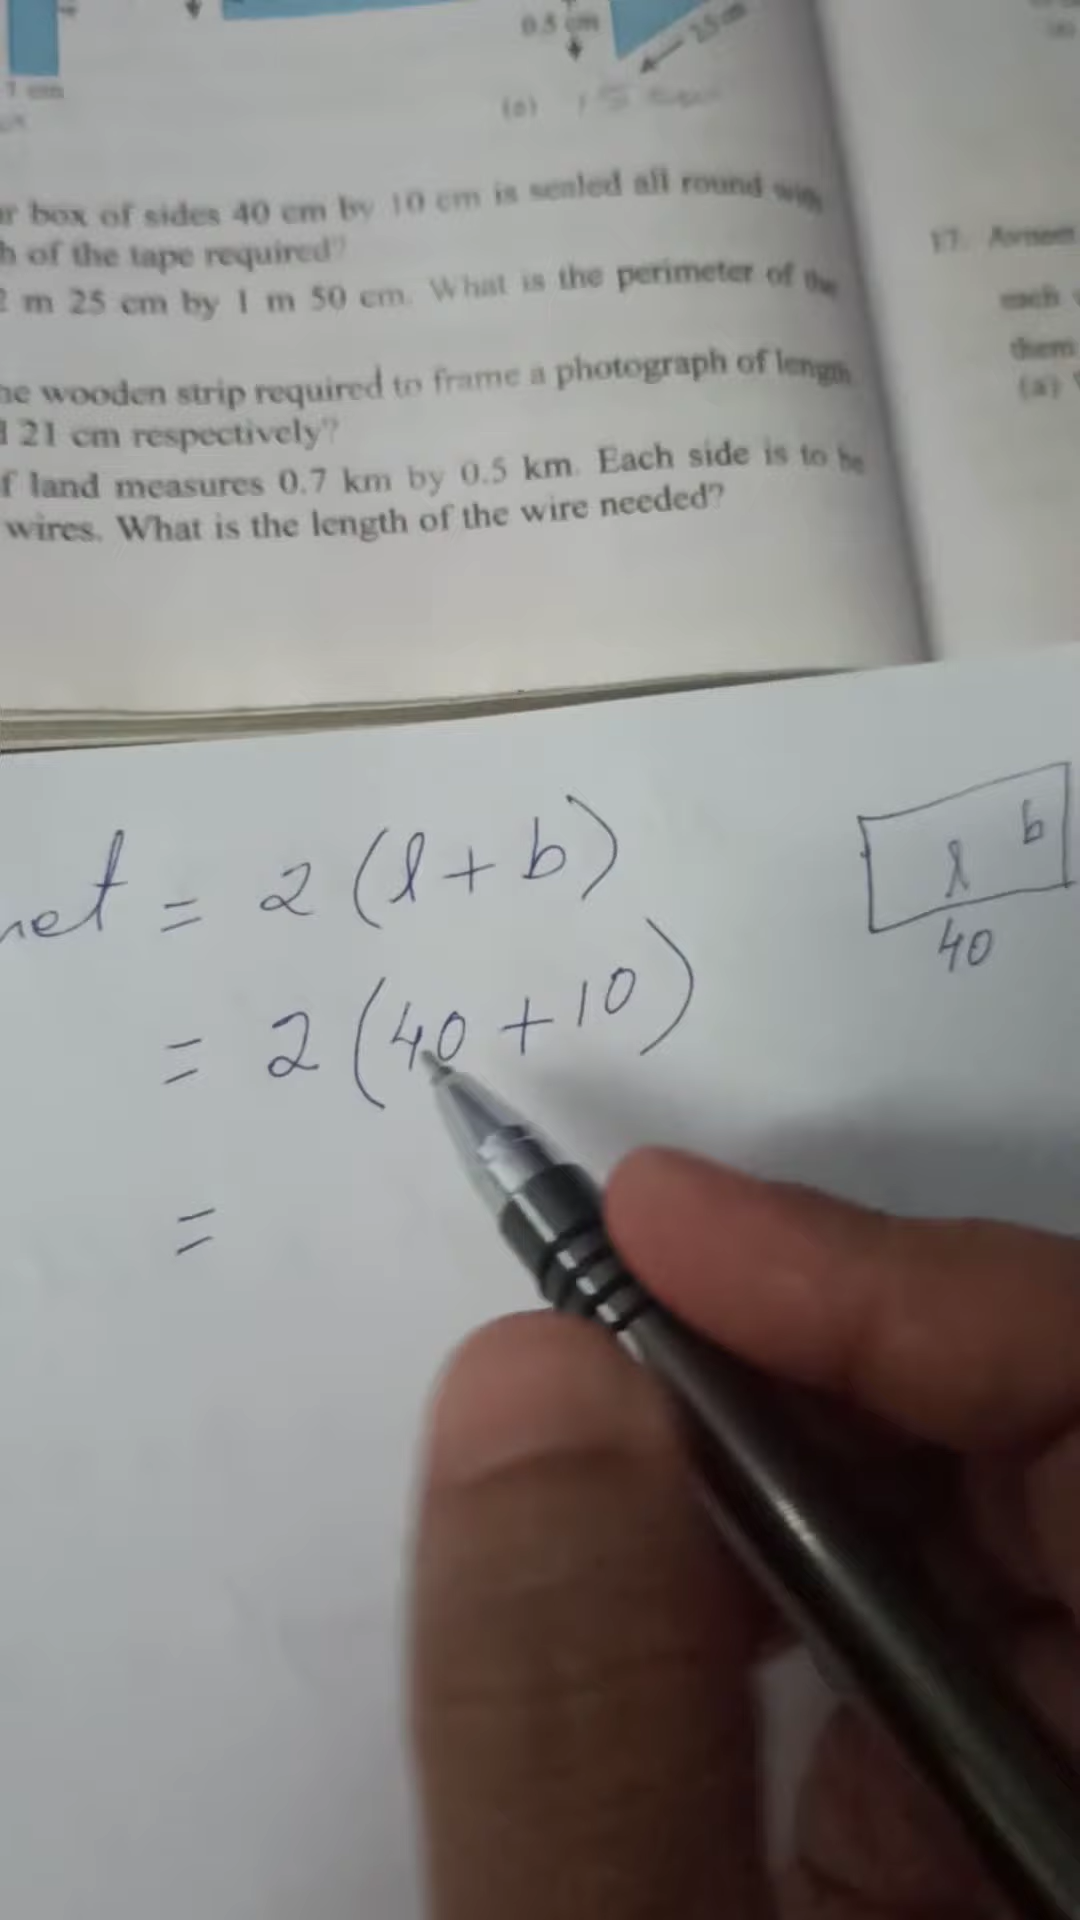 1 cm
0.5 cm
(e) 15
box of sides 40 cm by 10 cm is sealed all round with
h of the tape required?
2 m 25 cm by 1 m 50 cm. What is the perimeter of the
wooden strip required to frame a photograph of length
21 cm respectively?
f land measures 0.7 km by 0.5 km. Each side is to be
wires. What is the length of the wire needed?
17. Avneet
each
them
(a)
= 2 (l + b)
= 2 (40 + 10)
=
l b
40